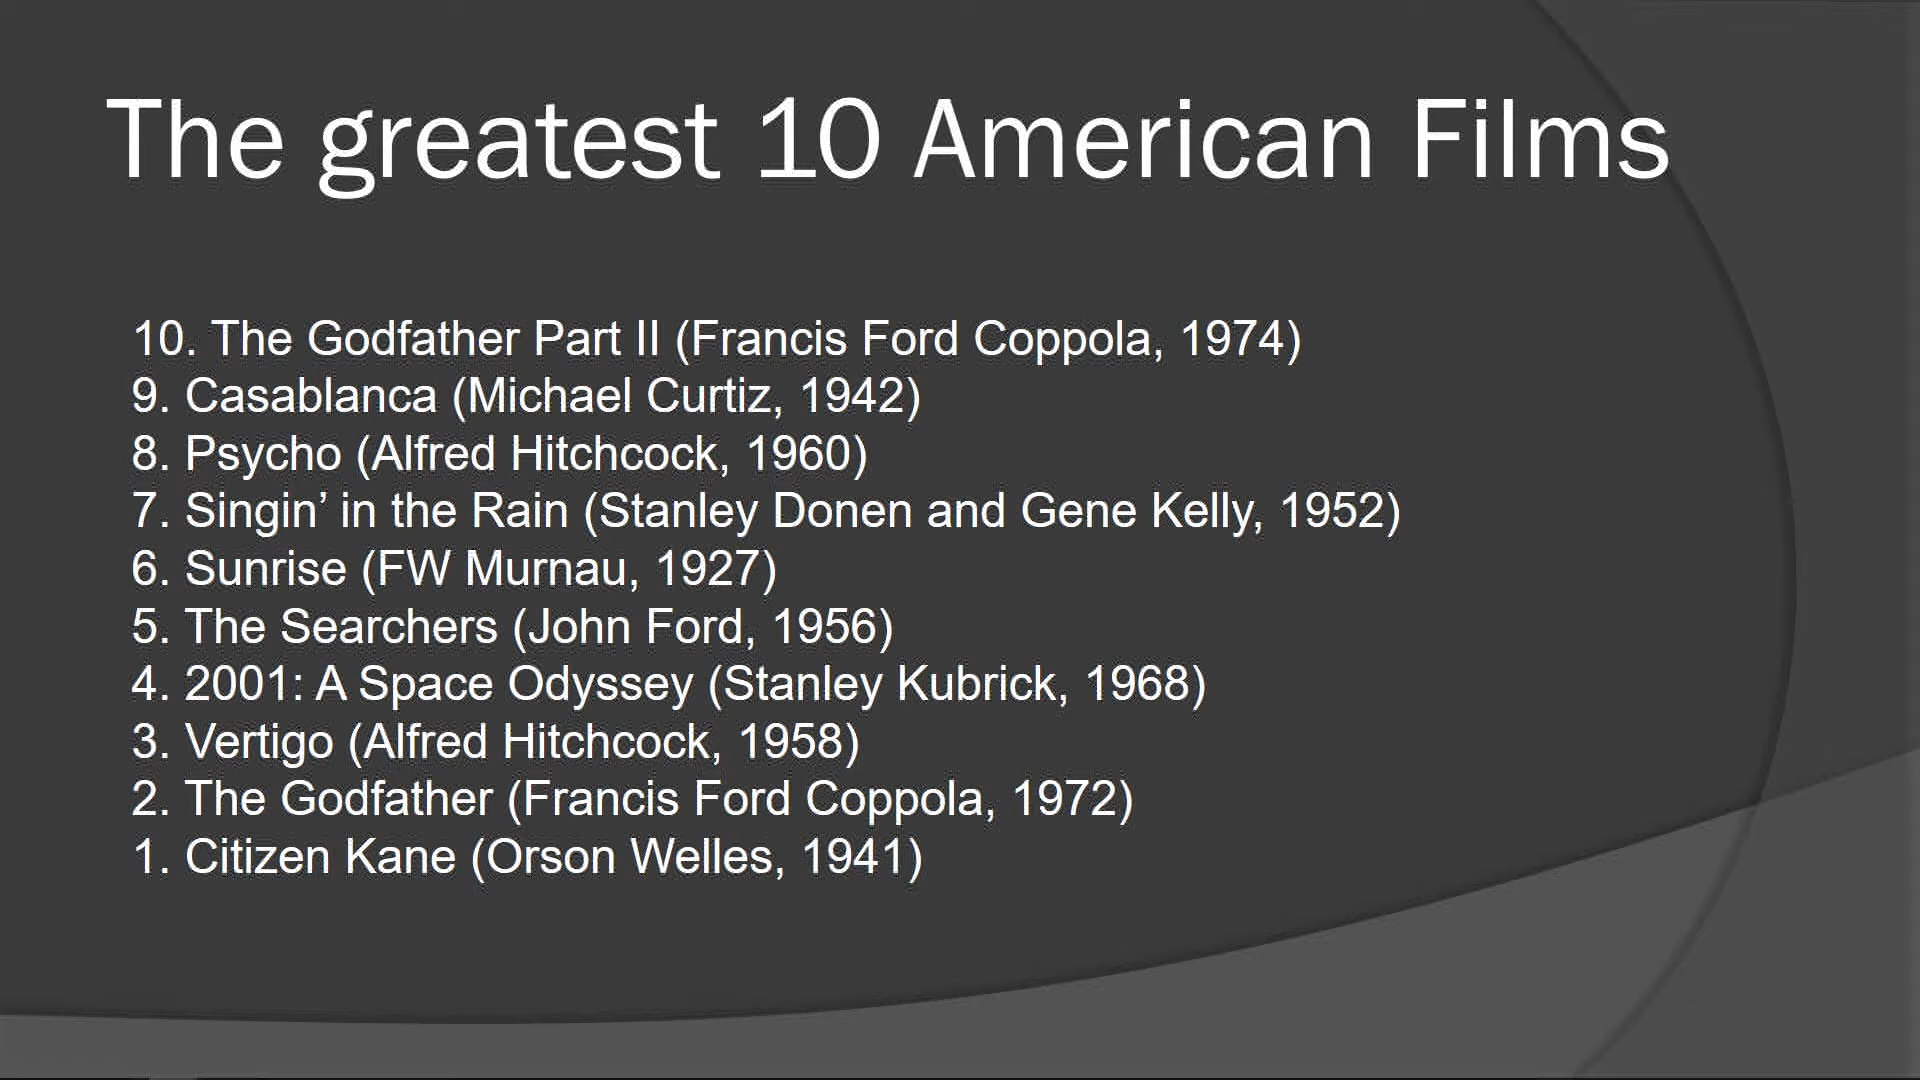 The greatest 10 American Films
10. The Godfather Part II (Francis Ford Coppola, 1974)
9. Casablanca (Michael Curtiz, 1942)
8. Psycho (Alfred Hitchcock, 1960)
7. Singin’ in the Rain (Stanley Donen and Gene Kelly, 1952)
6. Sunrise (FW Murnau, 1927)
5. The Searchers (John Ford, 1956)
4. 2001: A Space Odyssey (Stanley Kubrick, 1968)
3. Vertigo (Alfred Hitchcock, 1958)
2. The Godfather (Francis Ford Coppola, 1972)
1. Citizen Kane (Orson Welles, 1941)